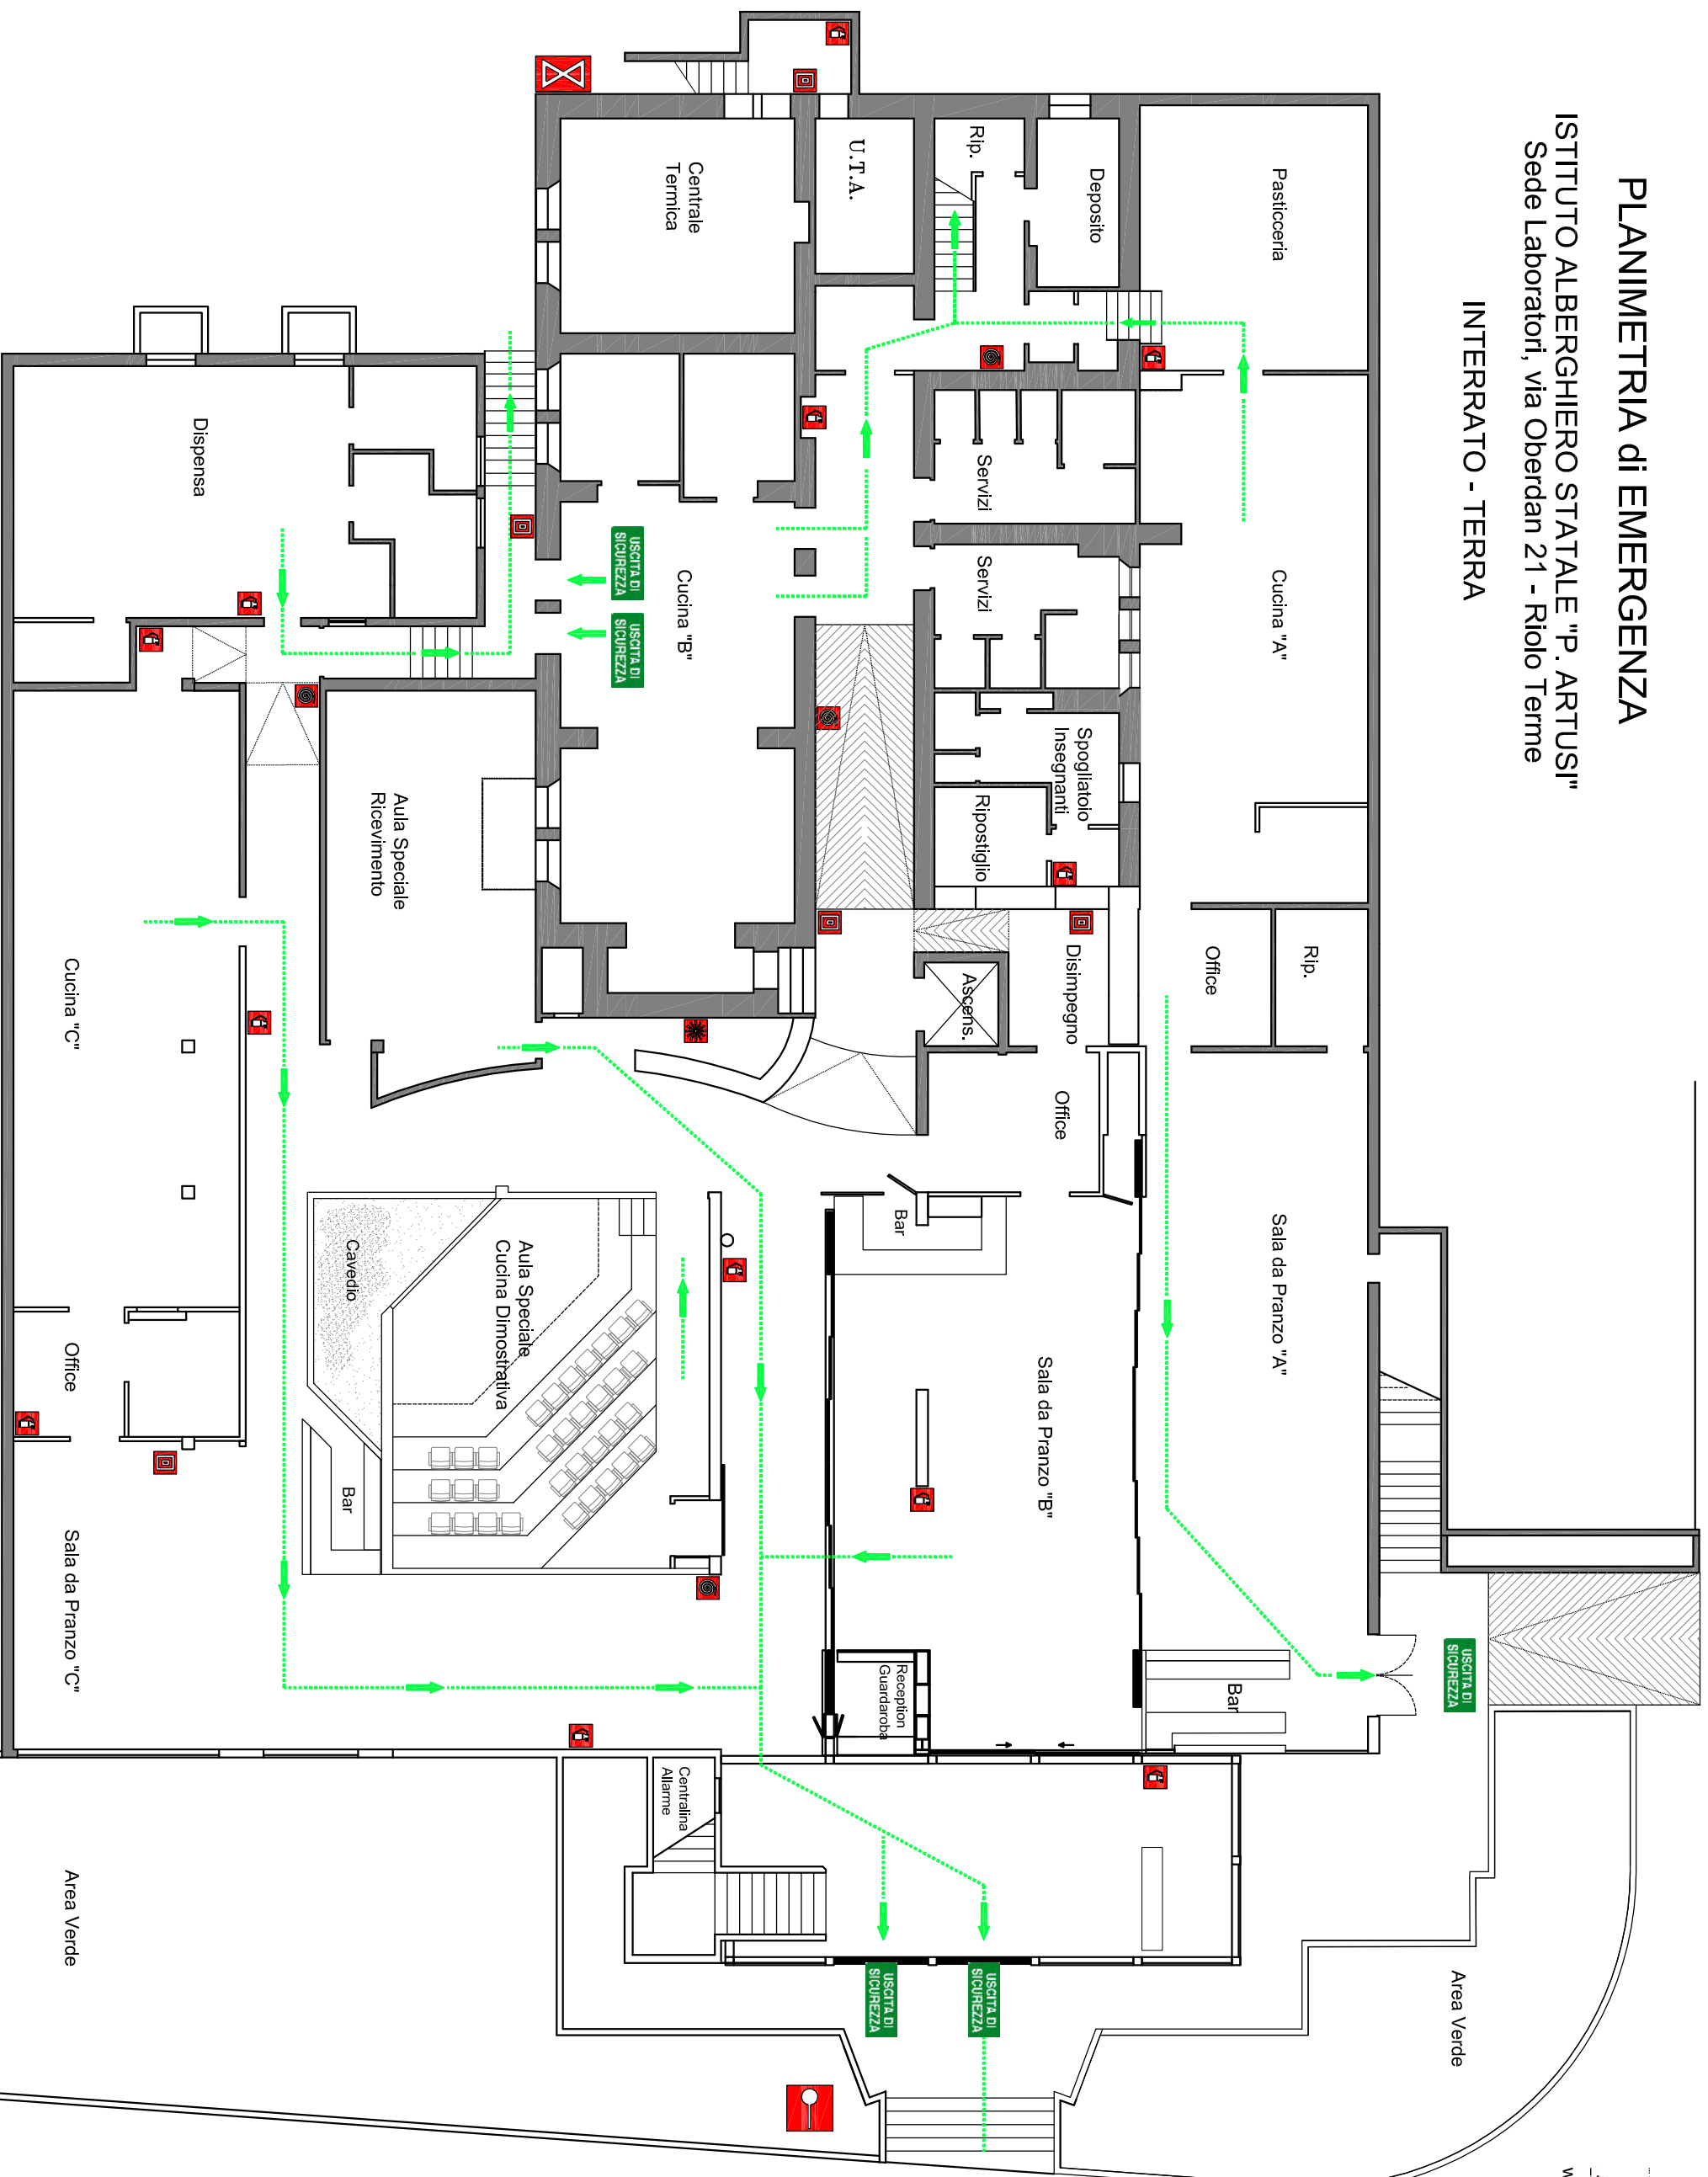 PLANIMETRIA di EMERGENZA
ISTITUTO ALBERGHIERO STATALE "P. ARTUSI"
Sede Laboratori, via Oberdan 21 - Riolo Terme
INTERRATO - TERRA
Pasticceria
Cucina "A"
Rip.
Office
Sala da Pranzo "A"
Bar
USCITA DI
SICUREZZA
Area Verde
Deposito
Rip.
U.T.A.
Servizi
Servizi
Spogliatoio
Insegnanti
Ripostiglio
Disimpegno
Ascens.
Office
Bar
Sala da Pranzo "B"
Reception
Guardaroba
USCITA DI
SICUREZZA
USCITA DI
SICUREZZA
Centrale
Termica
Cucina "B"
USCITA DI
SICUREZZA
USCITA DI
SICUREZZA
Centralina
Allarme
Aula Speciale
Ricevimento
Aula Speciale
Cucina Dimostrativa
Cavedio
Bar
Dispensa
Cucina "C"
Office
Sala da Pranzo "C"
Area Verde